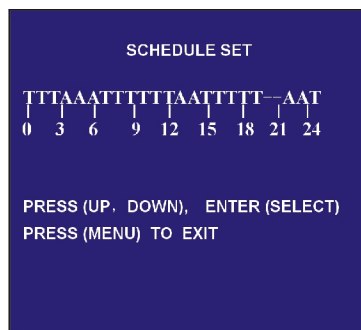 SCHEDULE SET
TTTAAATTTTTTAATTTTT--AAT
0 3 6 9 12 15 18 21 24
PRESS (UP, DOWN), ENTER (SELECT)
PRESS (MENU) TO EXIT